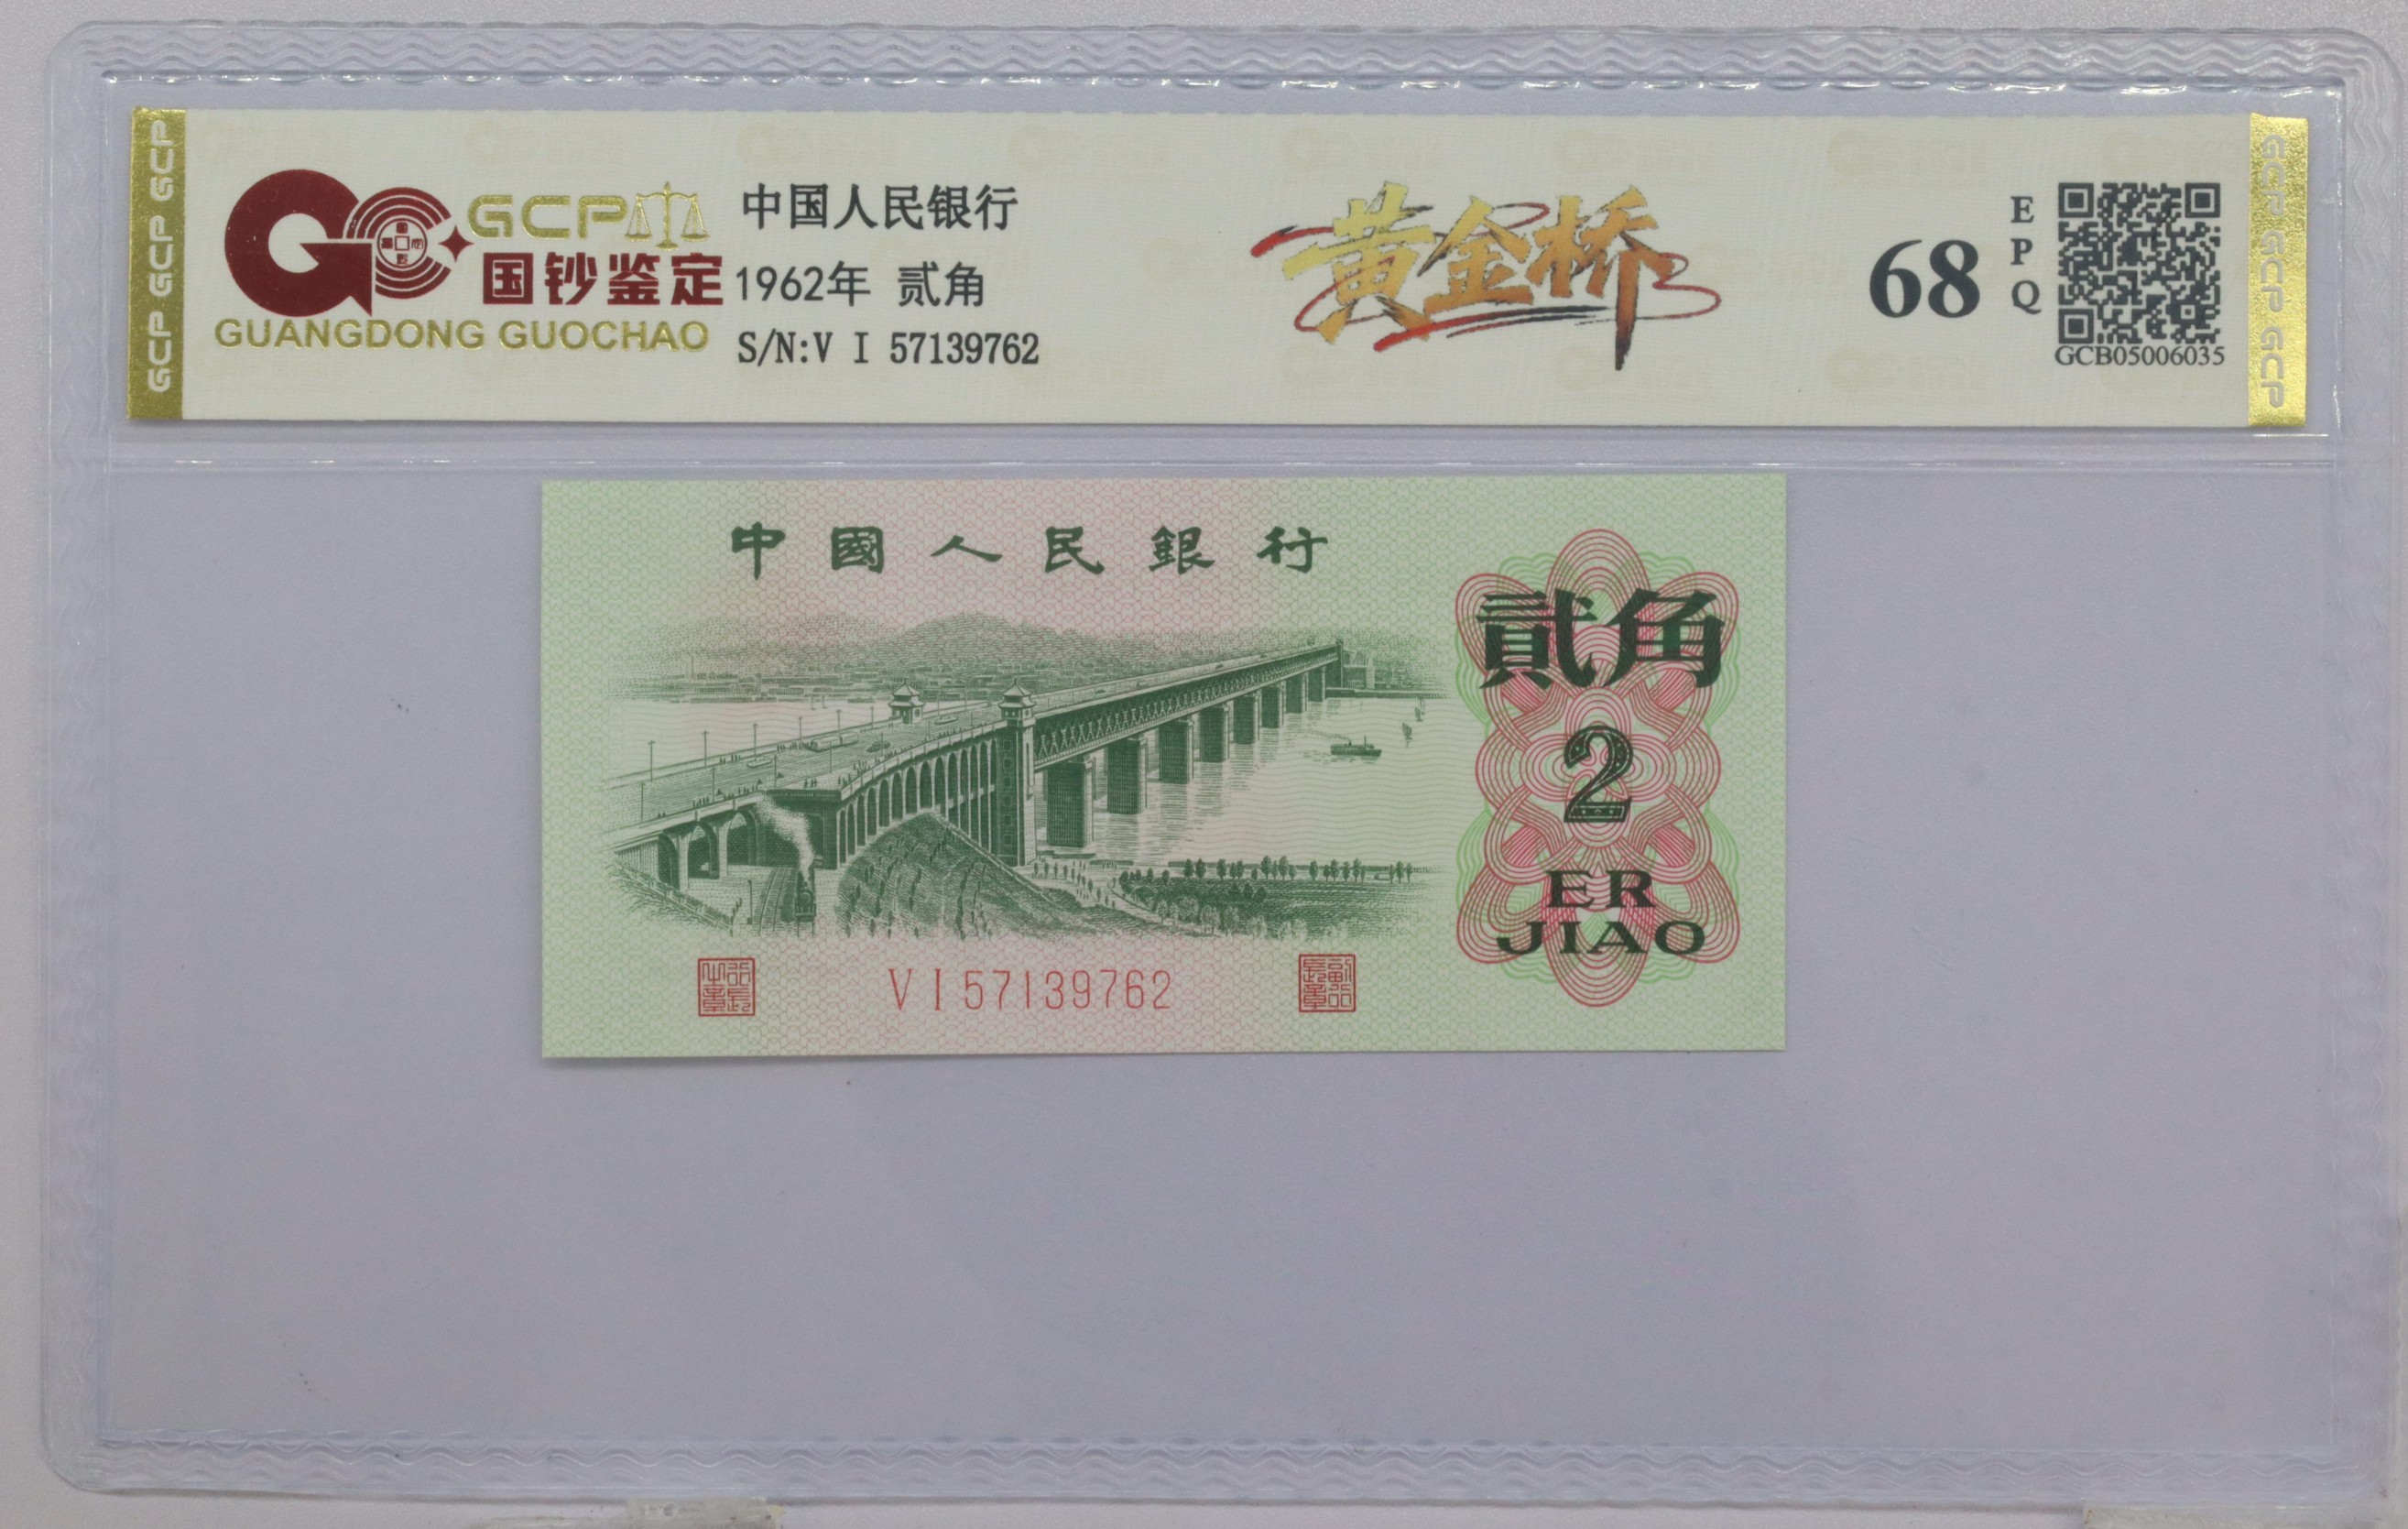 GCP GCP GCP
GCP
国钞鉴定
GUANGDONG GUOCHAO
中国人民银行
1962年 贰角
S/N:V I 57139762
黄金桥
68
EPQ
GCB05006035
GCP GCP GCP
中國人民銀行
貳角
2
ER
JIAO
VI57139762